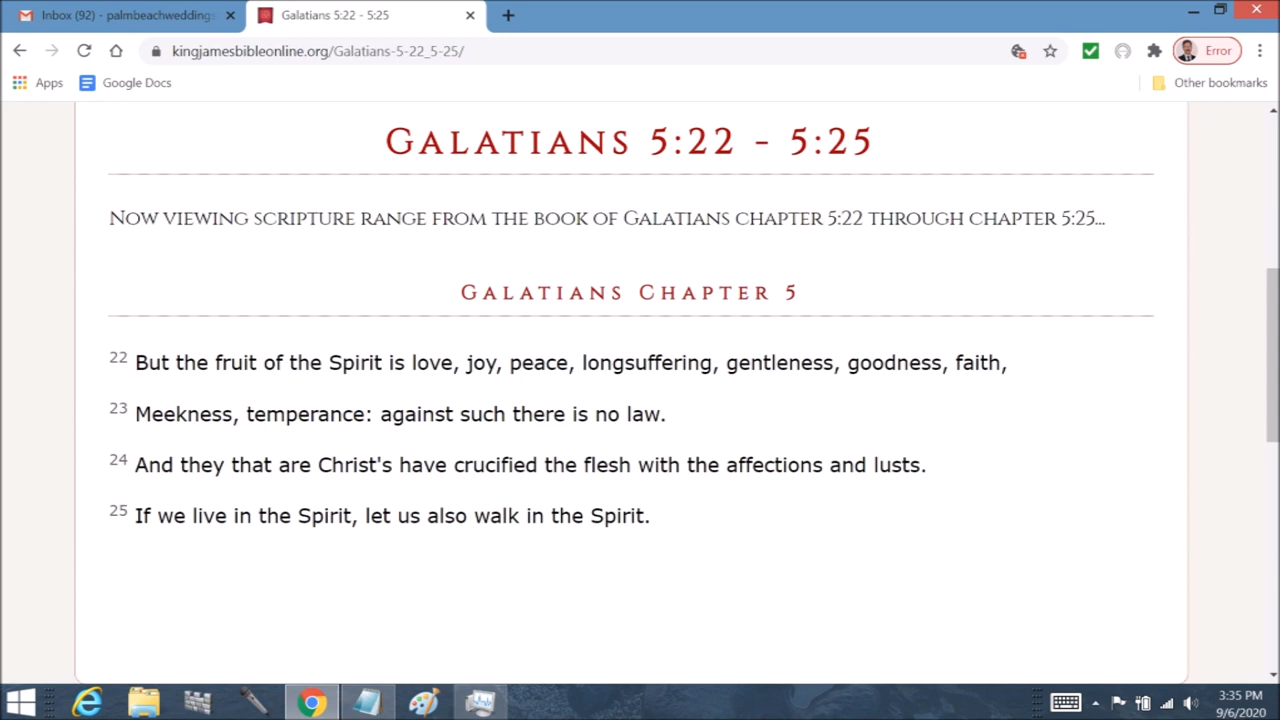 Inbox (92) - palmbeachwedding
Galatians 5:22 - 5:25
kingjamesbibleonline.org/Galatians-5-22_5-25/
Error
Apps
Google Docs
Other bookmarks
Galatians 5:22 - 5:25
Now viewing scripture range from the book of Galatians chapter 5:22 through chapter 5:25...
Galatians Chapter 5
22 But the fruit of the Spirit is love, joy, peace, longsuffering, gentleness, goodness, faith,
23 Meekness, temperance: against such there is no law.
24 And they that are Christ's have crucified the flesh with the affections and lusts.
25 If we live in the Spirit, let us also walk in the Spirit.
3:35 PM
9/6/2020